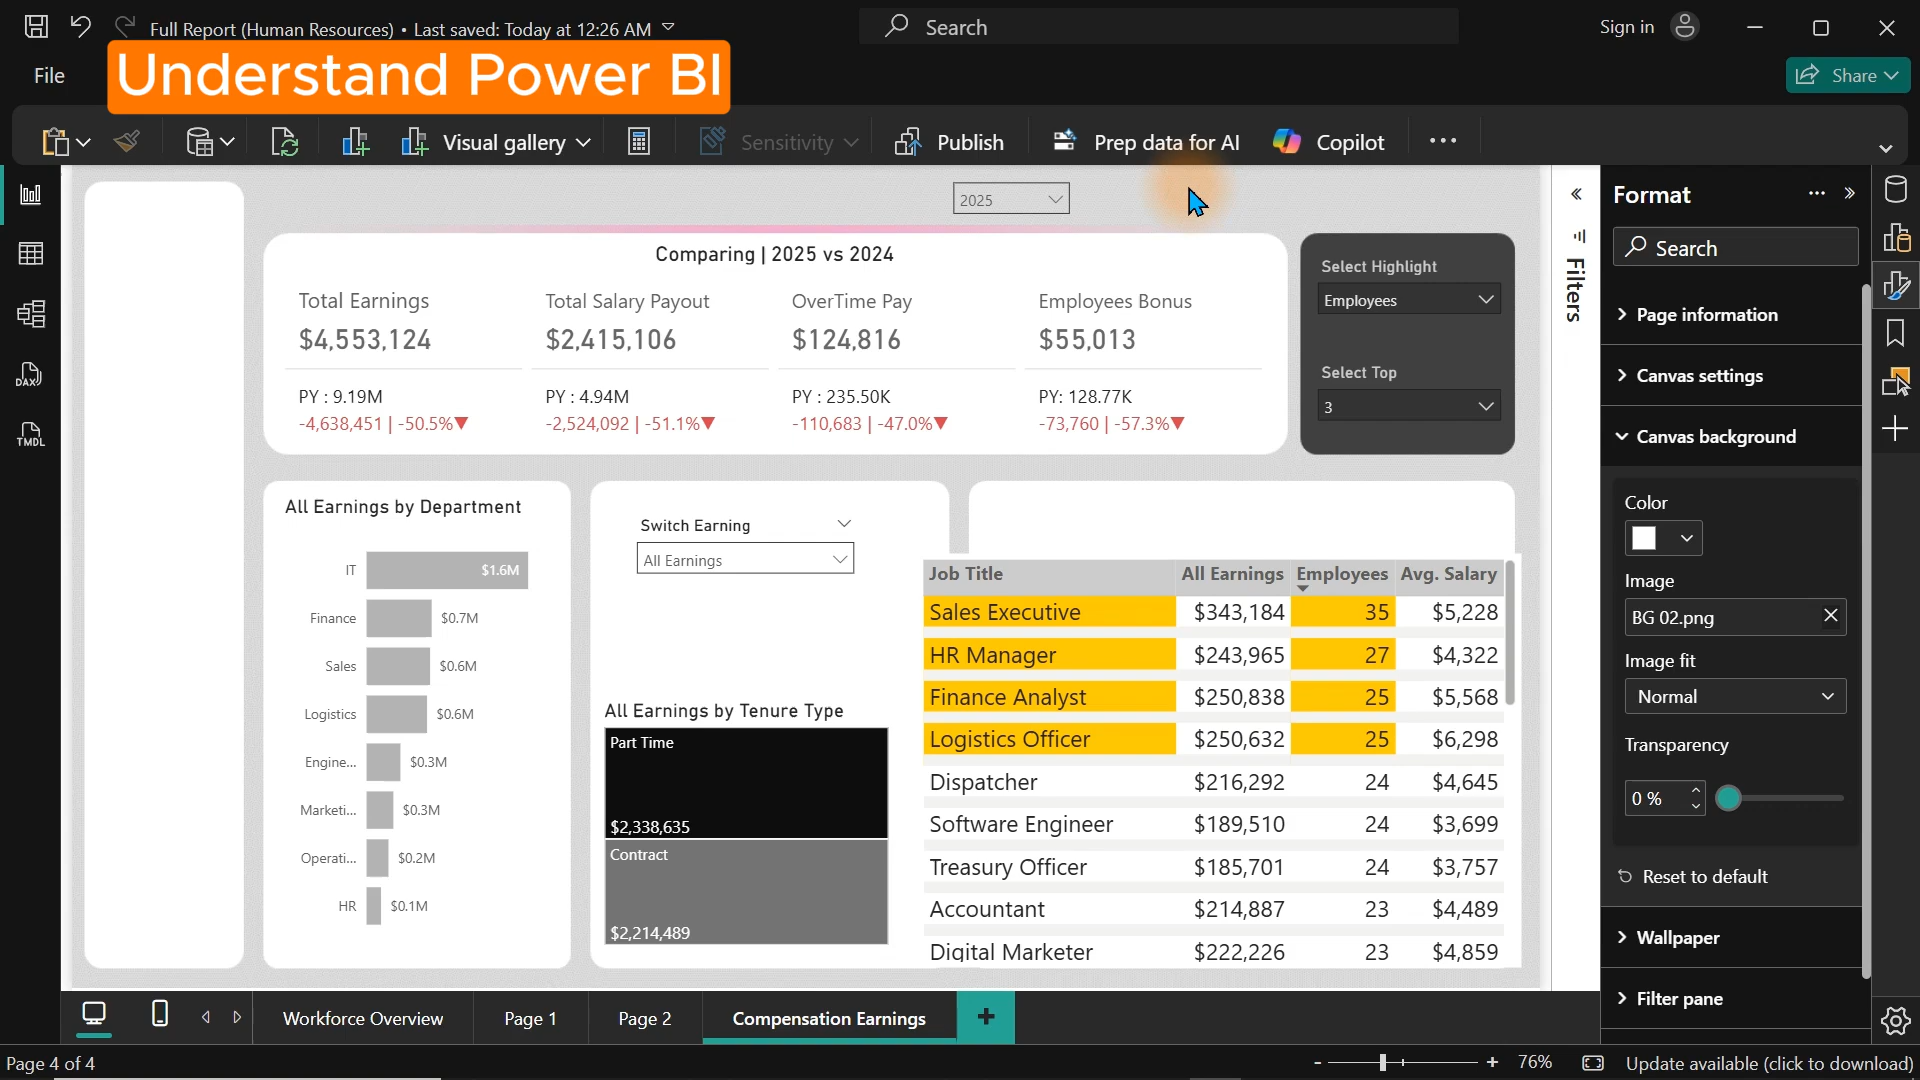 Full Report (Human Resources) • Last saved: Today at 12:26 AM
Search
Sign in
File
Understand Power BI
Share
Visual gallery
Sensitivity
Publish
Prep data for AI
Copilot
DAX
TMDL
2025
Comparing | 2025 vs 2024
Total Earnings
$4,553,124
PY : 9.19M
-4,638,451 | -50.5%▼
Total Salary Payout
$2,415,106
PY : 4.94M
-2,524,092 | -51.1%▼
OverTime Pay
$124,816
PY : 235.50K
-110,683 | -47.0%▼
Employees Bonus
$55,013
PY: 128.77K
-73,760 | -57.3%▼
Select Highlight
Employees
Select Top
3
All Earnings by Department
IT $1.6M
Finance $0.7M
Sales $0.6M
Logistics $0.6M
Engine... $0.3M
Marketi... $0.3M
Operati... $0.2M
HR $0.1M
Switch Earning
All Earnings
All Earnings by Tenure Type
Part Time
$2,338,635
Contract
$2,214,489
Job Title All Earnings Employees Avg. Salary
Sales Executive $343,184 35 $5,228
HR Manager $243,965 27 $4,322
Finance Analyst $250,838 25 $5,568
Logistics Officer $250,632 25 $6,298
Dispatcher $216,292 24 $4,645
Software Engineer $189,510 24 $3,699
Treasury Officer $185,701 24 $3,757
Accountant $214,887 23 $4,489
Digital Marketer $222,226 23 $4,859
Filters
Format
Search
Page information
Canvas settings
Canvas background
Color
Image
BG 02.png
Image fit
Normal
Transparency
0 %
Reset to default
Wallpaper
Filter pane
Workforce Overview
Page 1
Page 2
Compensation Earnings
Page 4 of 4
76%
Update available (click to download)